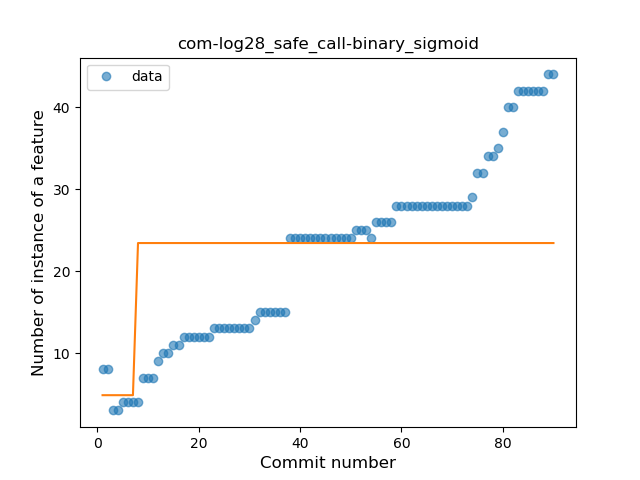 com-log28_safe_call-binary_sigmoid
data
Number of instance of a feature
40
30
20
10
0
20
40
60
80
Commit number